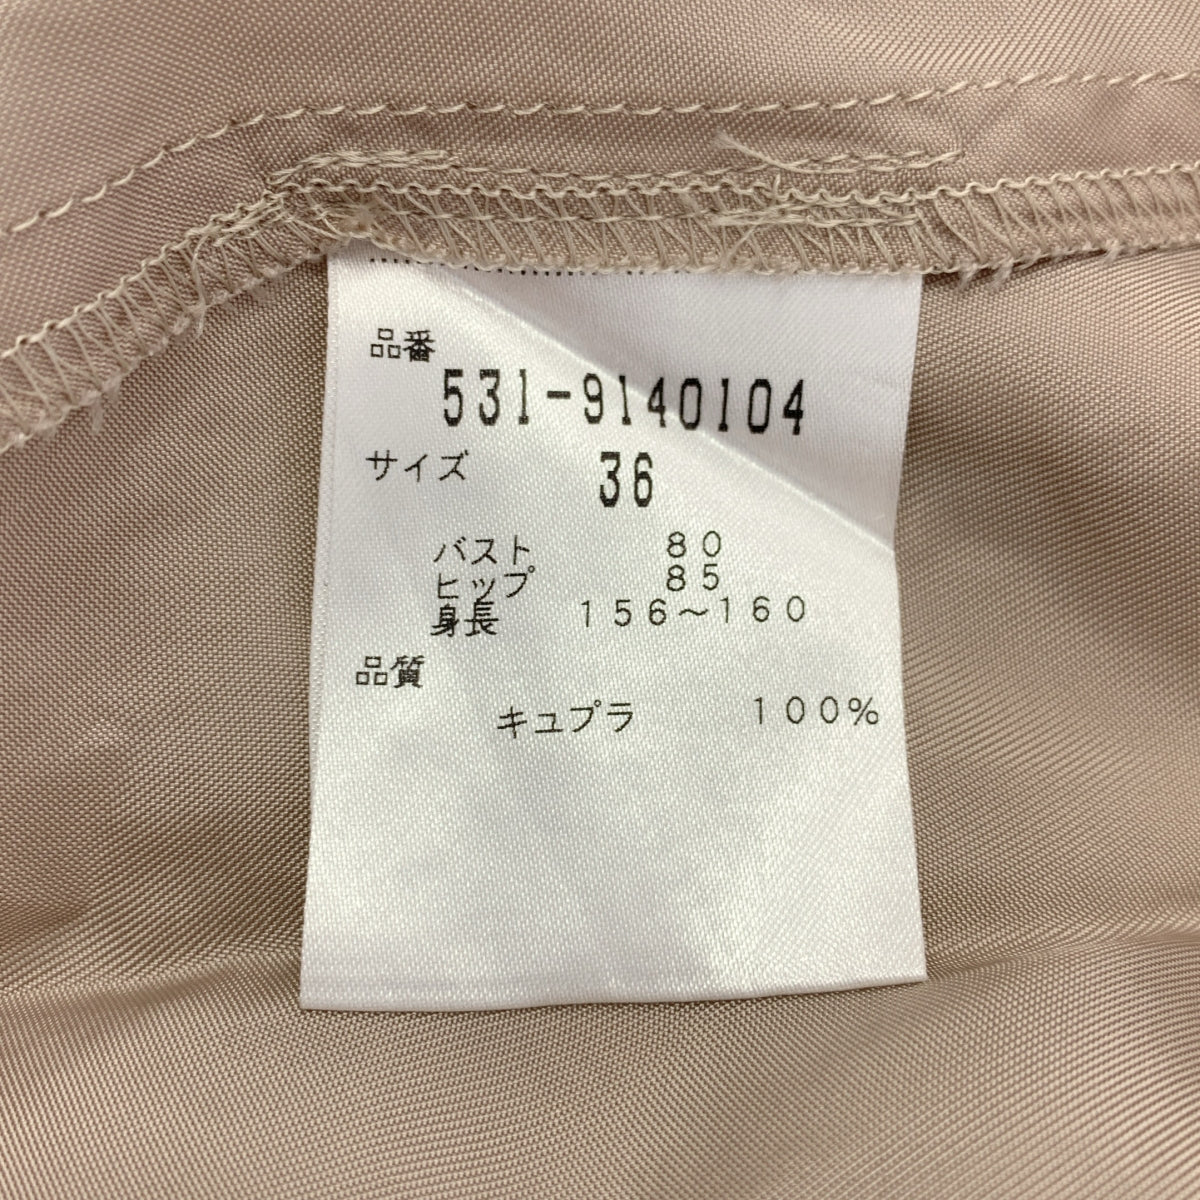 品番
531-9140104
サイズ 36
バスト 80
ヒップ 85
身長 156～160
品質
キュプラ 100%